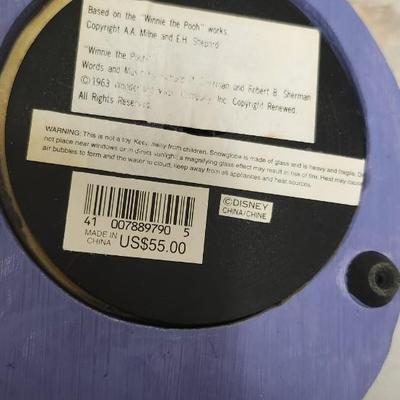 Based on the "Winnie the Pooh" works.
Copyright A.A. Milne and E.H. Shepard
"Winnie the Pooh"
Words and Music Sherman and Robert B. Sherman
©1963 Wonderland Music Company, Inc. Copyright Renewed.
All Rights Reserved.
WARNING: This is not a toy. Keep away from children. Snowglobe is made of glass and is heavy and fragile. Do
not place near windows or in direct sunlight; a magnifying glass effect may result in risk of fire. Heat may cause
air bubbles to form and the water to cloud, keep away from all appliances and heat sources.
©DISNEY
CHINA/CHINE
41 007889790 5
MADE IN
CHINA US$55.00